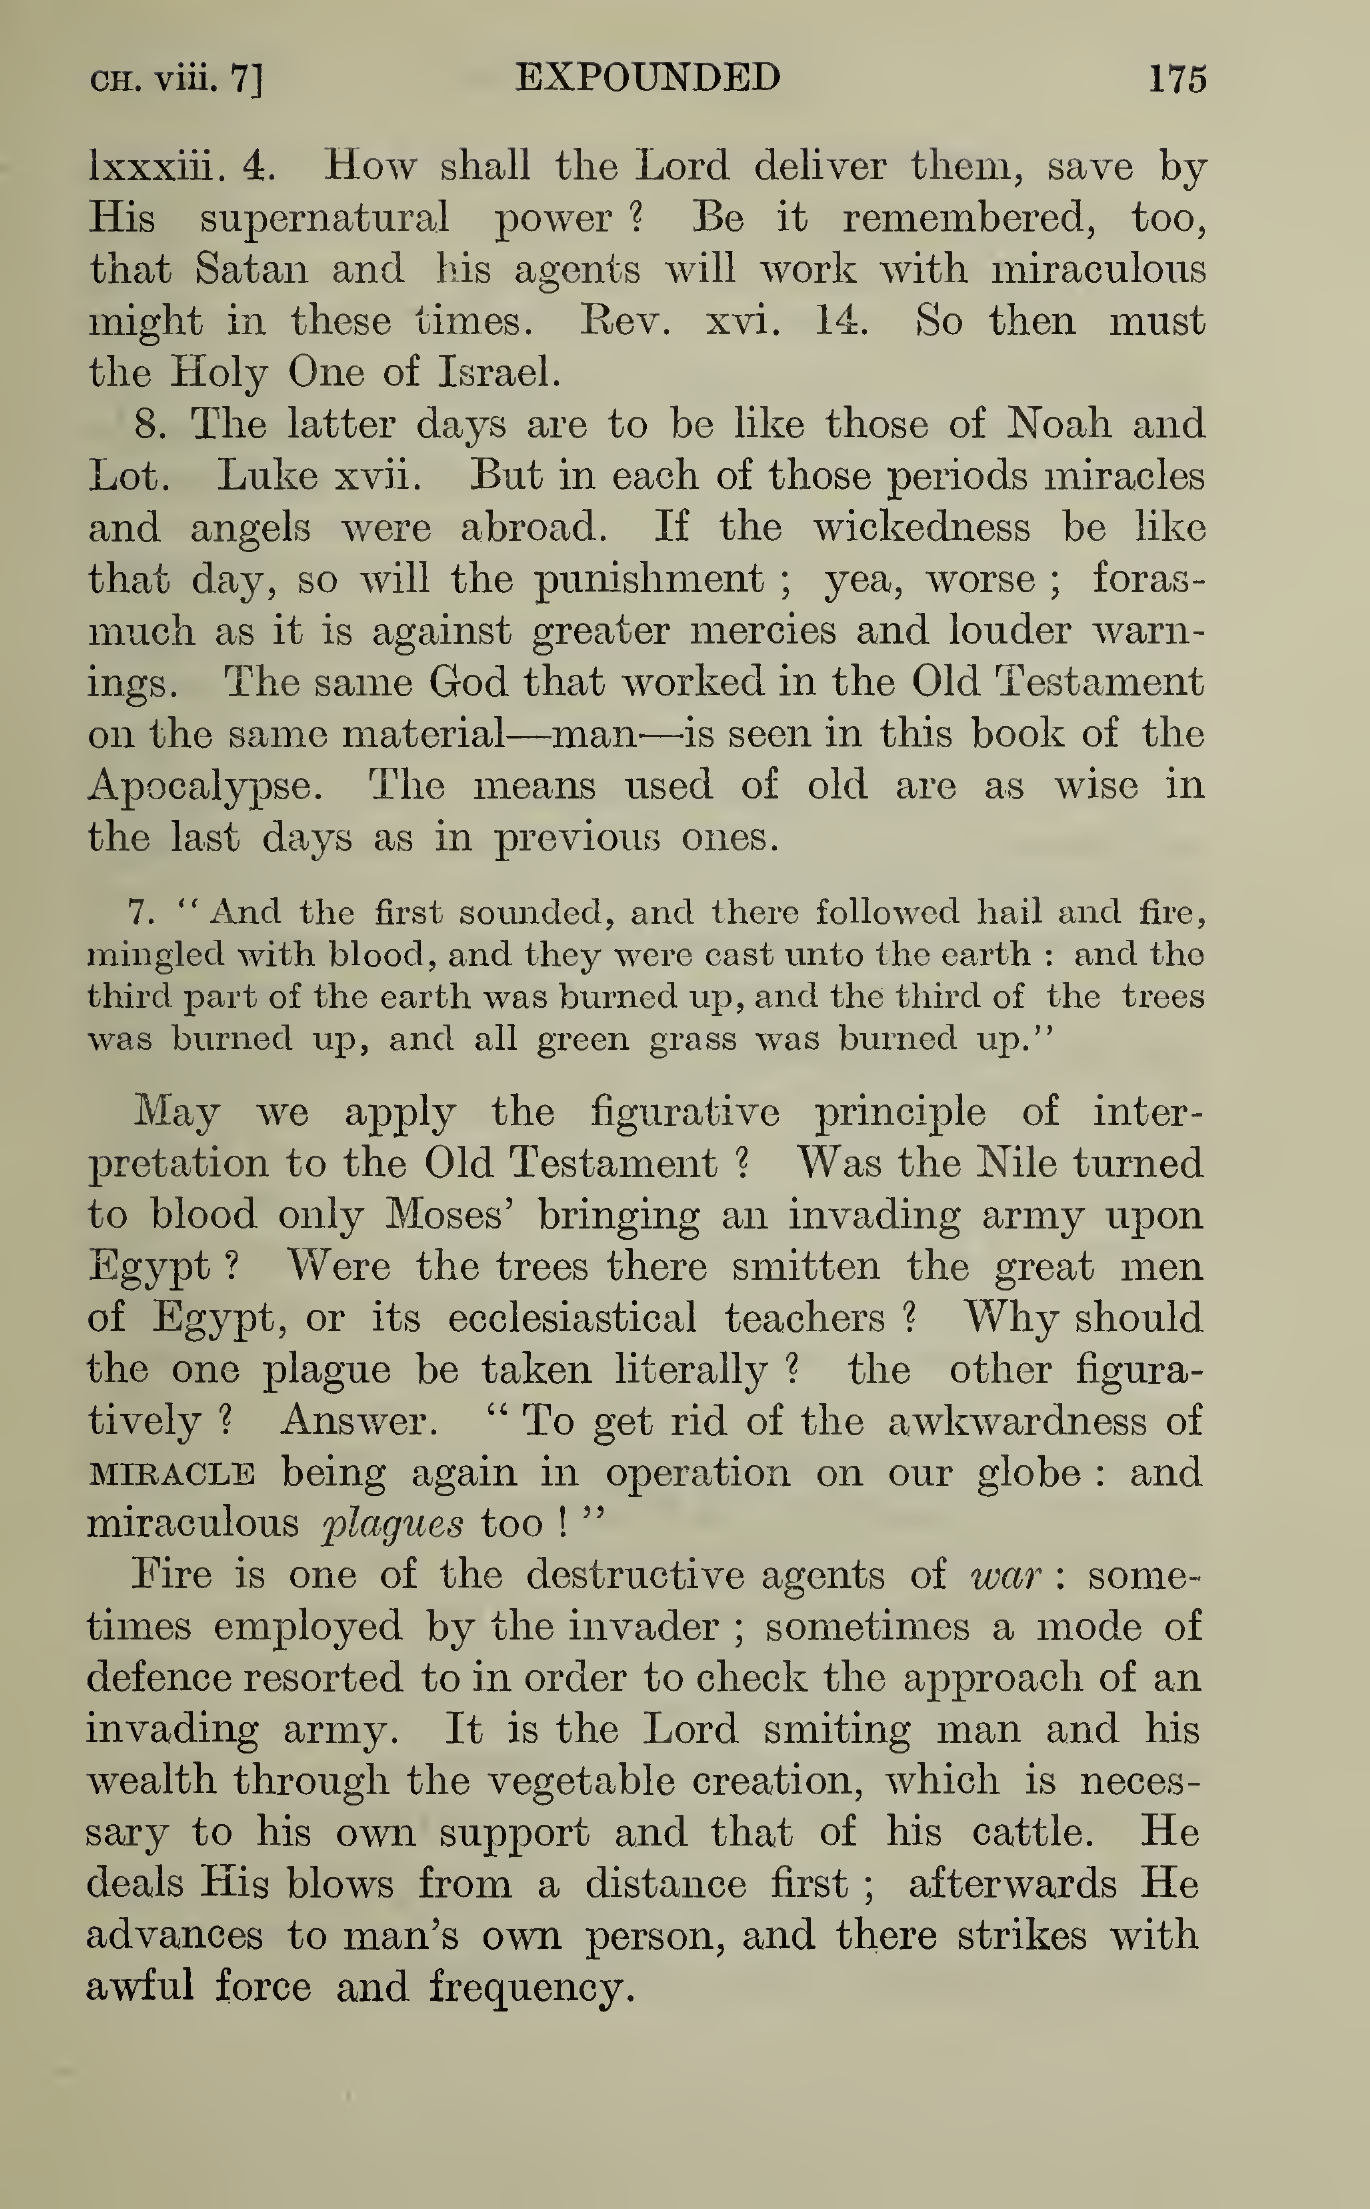 CH. viii. 7] EXPOUNDED 175
lxxxiii. 4. How shall the Lord deliver them, save by
His supernatural power ? Be it remembered, too,
that Satan and his agents will work with miraculous
might in these times. Rev. xvi. 14. So then must
the Holy One of Israel.
8. The latter days are to be like those of Noah and
Lot. Luke xvii. But in each of those periods miracles
and angels were abroad. If the wickedness be like
that day, so will the punishment ; yea, worse ; foras-
much as it is against greater mercies and louder warn-
ings. The same God that worked in the Old Testament
on the same material—man—is seen in this book of the
Apocalypse. The means used of old are as wise in
the last days as in previous ones.
7. “ And the first sounded, and there followed hail and fire,
mingled with blood, and they were cast unto the earth : and the
third part of the earth was burned up, and the third of the trees
was burned up, and all green grass was burned up.”
May we apply the figurative principle of inter-
pretation to the Old Testament ? Was the Nile turned
to blood only Moses’ bringing an invading army upon
Egypt ? Were the trees there smitten the great men
of Egypt, or its ecclesiastical teachers ? Why should
the one plague be taken literally ? the other figura-
tively ? Answer. “ To get rid of the awkwardness of
MIRACLE being again in operation on our globe : and
miraculous plagues too ! ”
Fire is one of the destructive agents of war : some-
times employed by the invader ; sometimes a mode of
defence resorted to in order to check the approach of an
invading army. It is the Lord smiting man and his
wealth through the vegetable creation, which is neces-
sary to his own support and that of his cattle. He
deals His blows from a distance first ; afterwards He
advances to man’s own person, and there strikes with
awful force and frequency.